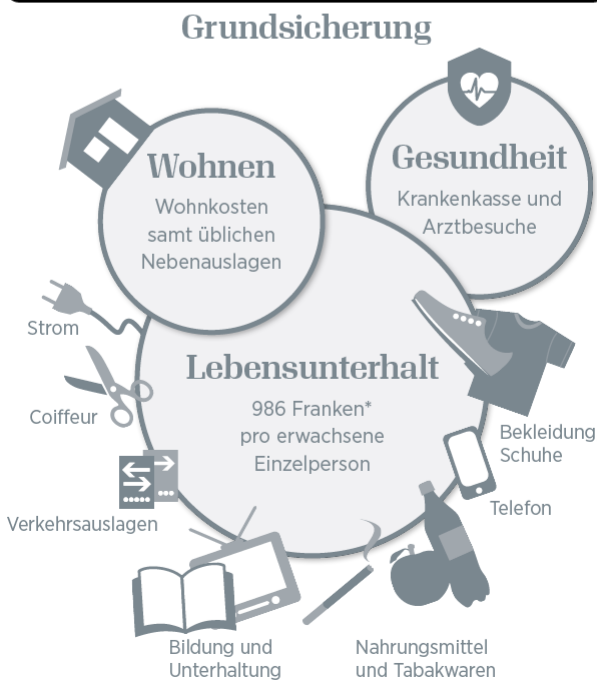 Grundsicherung
Wohnen
Wohnkosten
samt üblichen
Nebenauslagen
Gesundheit
Krankenkasse und
Arztbesuche
Strom
Lebensunterhalt
986 Franken*
pro erwachsene
Einzelperson
Coiffeur
Bekleidung
Schuhe
Telefon
Verkehrsauslagen
Bildung und
Unterhaltung
Nahrungsmittel
und Tabakwaren